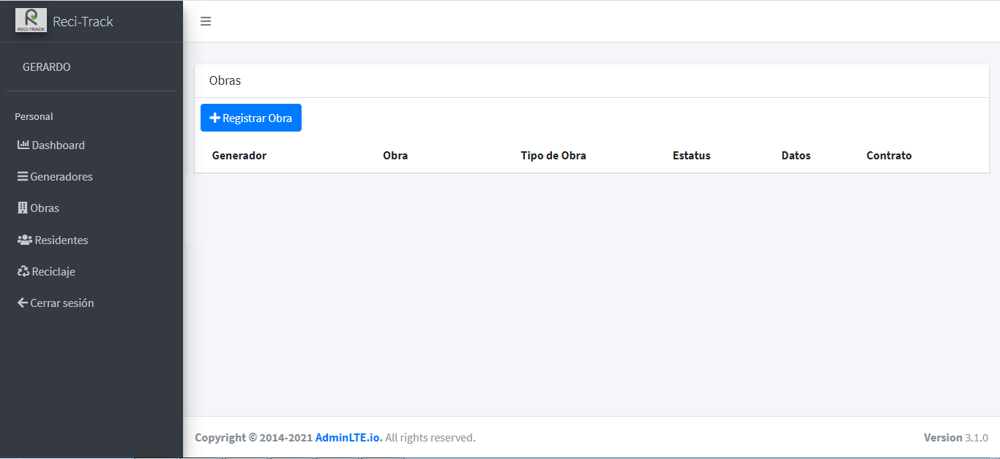 RECI-TRACK
Reci-Track
GERARDO
Personal
Dashboard
Generadores
Obras
Residentes
Reciclaje
Cerrar sesión
Obras
Registrar Obra
Generador Obra Tipo de Obra Estatus Datos Contrato
Copyright © 2014-2021 AdminLTE.io. All rights reserved. Version 3.1.0